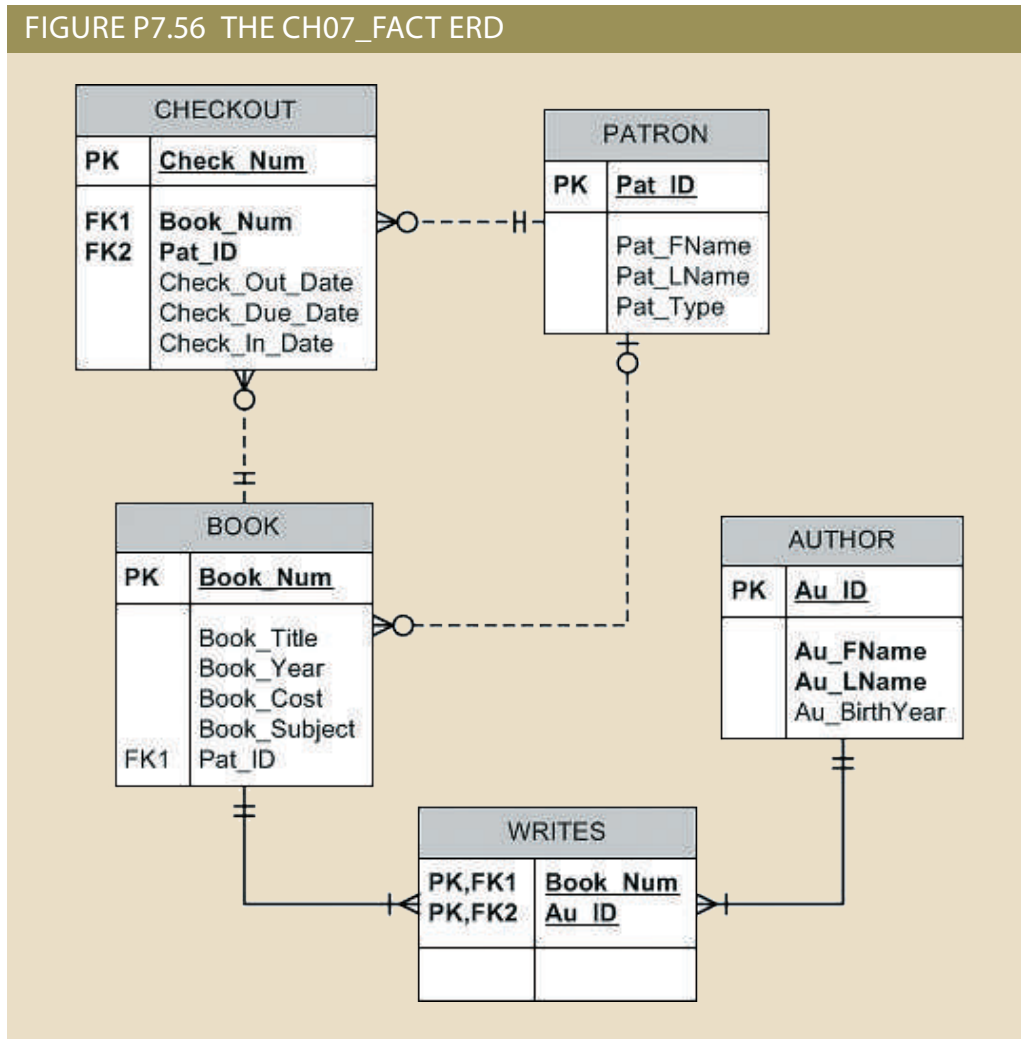 FIGURE P7.56 THE CH07_FACT ERD
CHECKOUT
PK Check_Num
FK1 Book_Num
FK2 Pat_ID
Check_Out_Date
Check_Due_Date
Check_In_Date
PATRON
PK Pat_ID
Pat_FName
Pat_LName
Pat_Type
BOOK
PK Book_Num
Book_Title
Book_Year
Book_Cost
Book_Subject
FK1 Pat_ID
AUTHOR
PK Au_ID
Au_FName
Au_LName
Au_BirthYear
WRITES
PK,FK1 Book_Num
PK,FK2 Au_ID